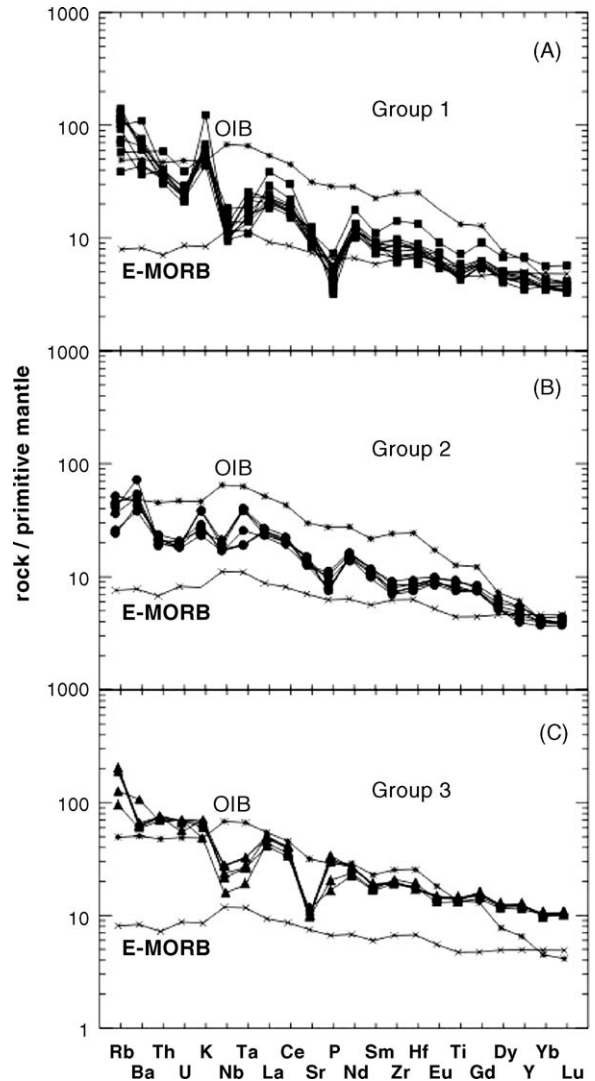 1000
(A)
Group 1
100
OIB
10
E-MORB
1000
(B)
Group 2
100
OIB
10
E-MORB
1000
(C)
Group 3
100
OIB
10
E-MORB
1
rock / primitive mantle
Rb Th K Ta Ce P Sm Hf Ti Dy Yb
Ba U Nb La Sr Nd Zr Eu Gd Y Lu